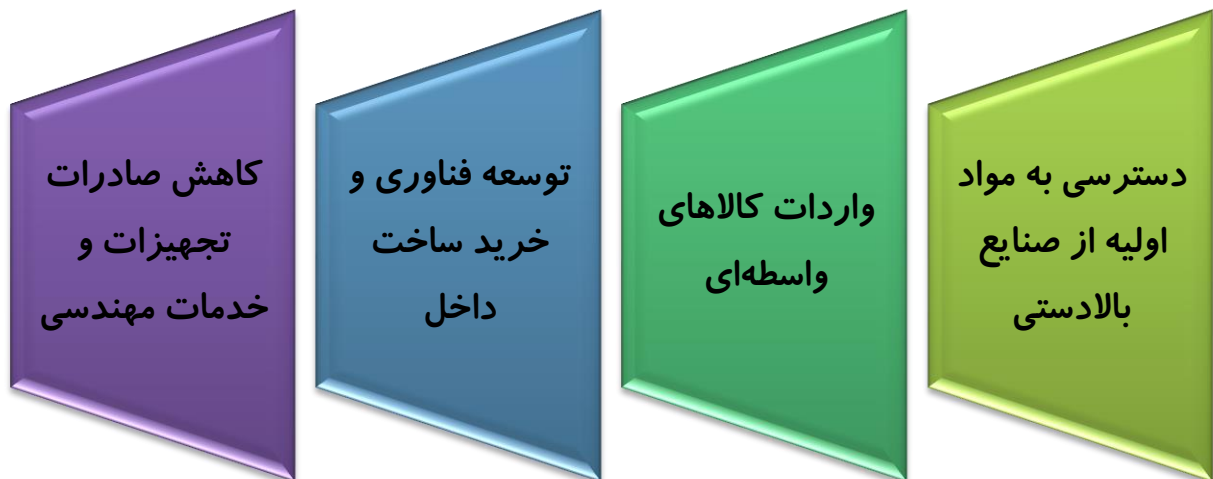 دسترسی به مواد
اولیه از صنایع
بالادستی
واردات کالاهای
واسطه‌ای
توسعه فناوری و
خرید ساخت
داخل
کاهش صادرات
تجهیزات و
خدمات مهندسی